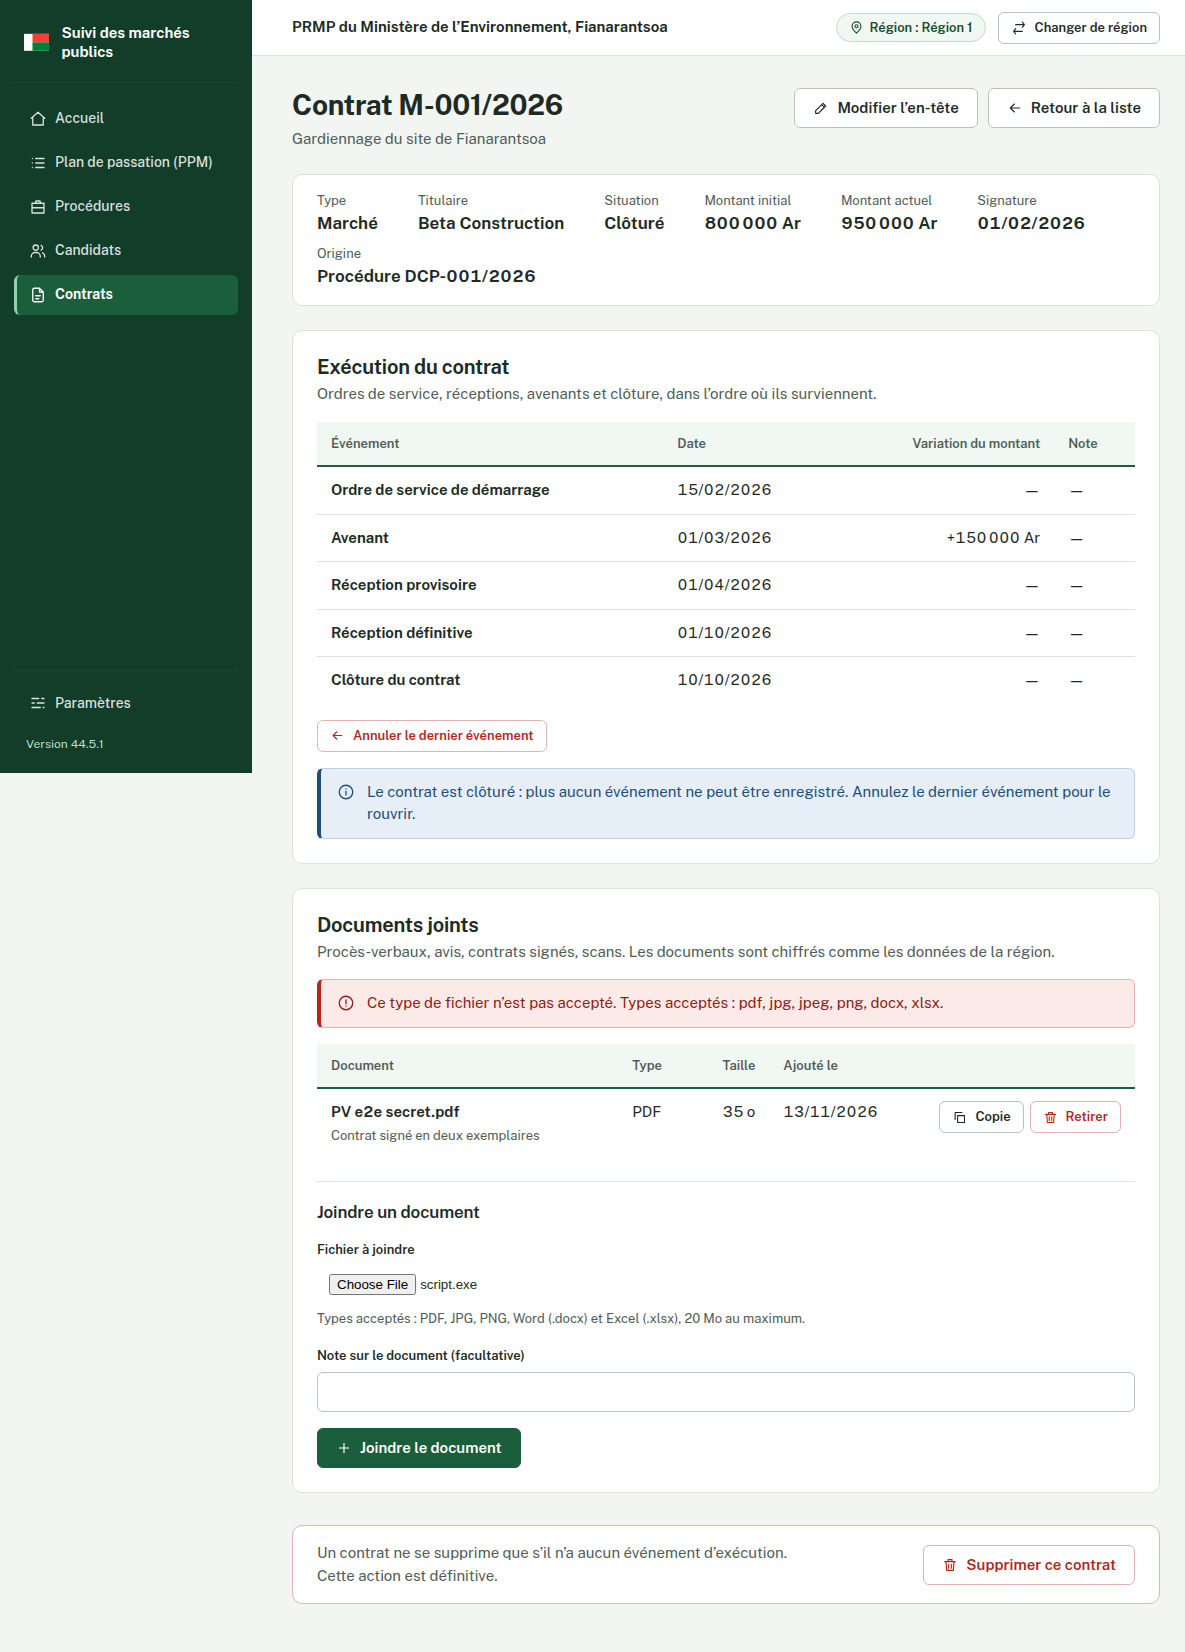 Suivi des marchés
publics
Accueil
Plan de passation (PPM)
Procédures
Candidats
Contrats
Paramètres
Version 44.5.1
PRMP du Ministère de l’Environnement, Fianarantsoa
Région : Région 1
Changer de région
Contrat M-001/2026
Gardiennage du site de Fianarantsoa
Modifier l’en-tête
Retour à la liste
Type
Marché
Titulaire
Beta Construction
Situation
Clôturé
Montant initial
800 000 Ar
Montant actuel
950 000 Ar
Signature
01/02/2026
Origine
Procédure DCP-001/2026
Exécution du contrat
Ordres de service, réceptions, avenants et clôture, dans l’ordre où ils surviennent.
Événement Date Variation du montant Note
Ordre de service de démarrage 15/02/2026 — —
Avenant 01/03/2026 +150 000 Ar —
Réception provisoire 01/04/2026 — —
Réception définitive 01/10/2026 — —
Clôture du contrat 10/10/2026 — —
Annuler le dernier événement
Le contrat est clôturé : plus aucun événement ne peut être enregistré. Annulez le dernier événement pour le
rouvrir.
Documents joints
Procès-verbaux, avis, contrats signés, scans. Les documents sont chiffrés comme les données de la région.
Ce type de fichier n’est pas accepté. Types acceptés : pdf, jpg, jpeg, png, docx, xlsx.
Document Type Taille Ajouté le
PV e2e secret.pdf PDF 35 o 13/11/2026 Copie Retirer
Contrat signé en deux exemplaires
Joindre un document
Fichier à joindre
Choose File script.exe
Types acceptés : PDF, JPG, PNG, Word (.docx) et Excel (.xlsx), 20 Mo au maximum.
Note sur le document (facultative)
Joindre le document
Un contrat ne se supprime que s’il n’a aucun événement d’exécution.
Cette action est définitive.
Supprimer ce contrat